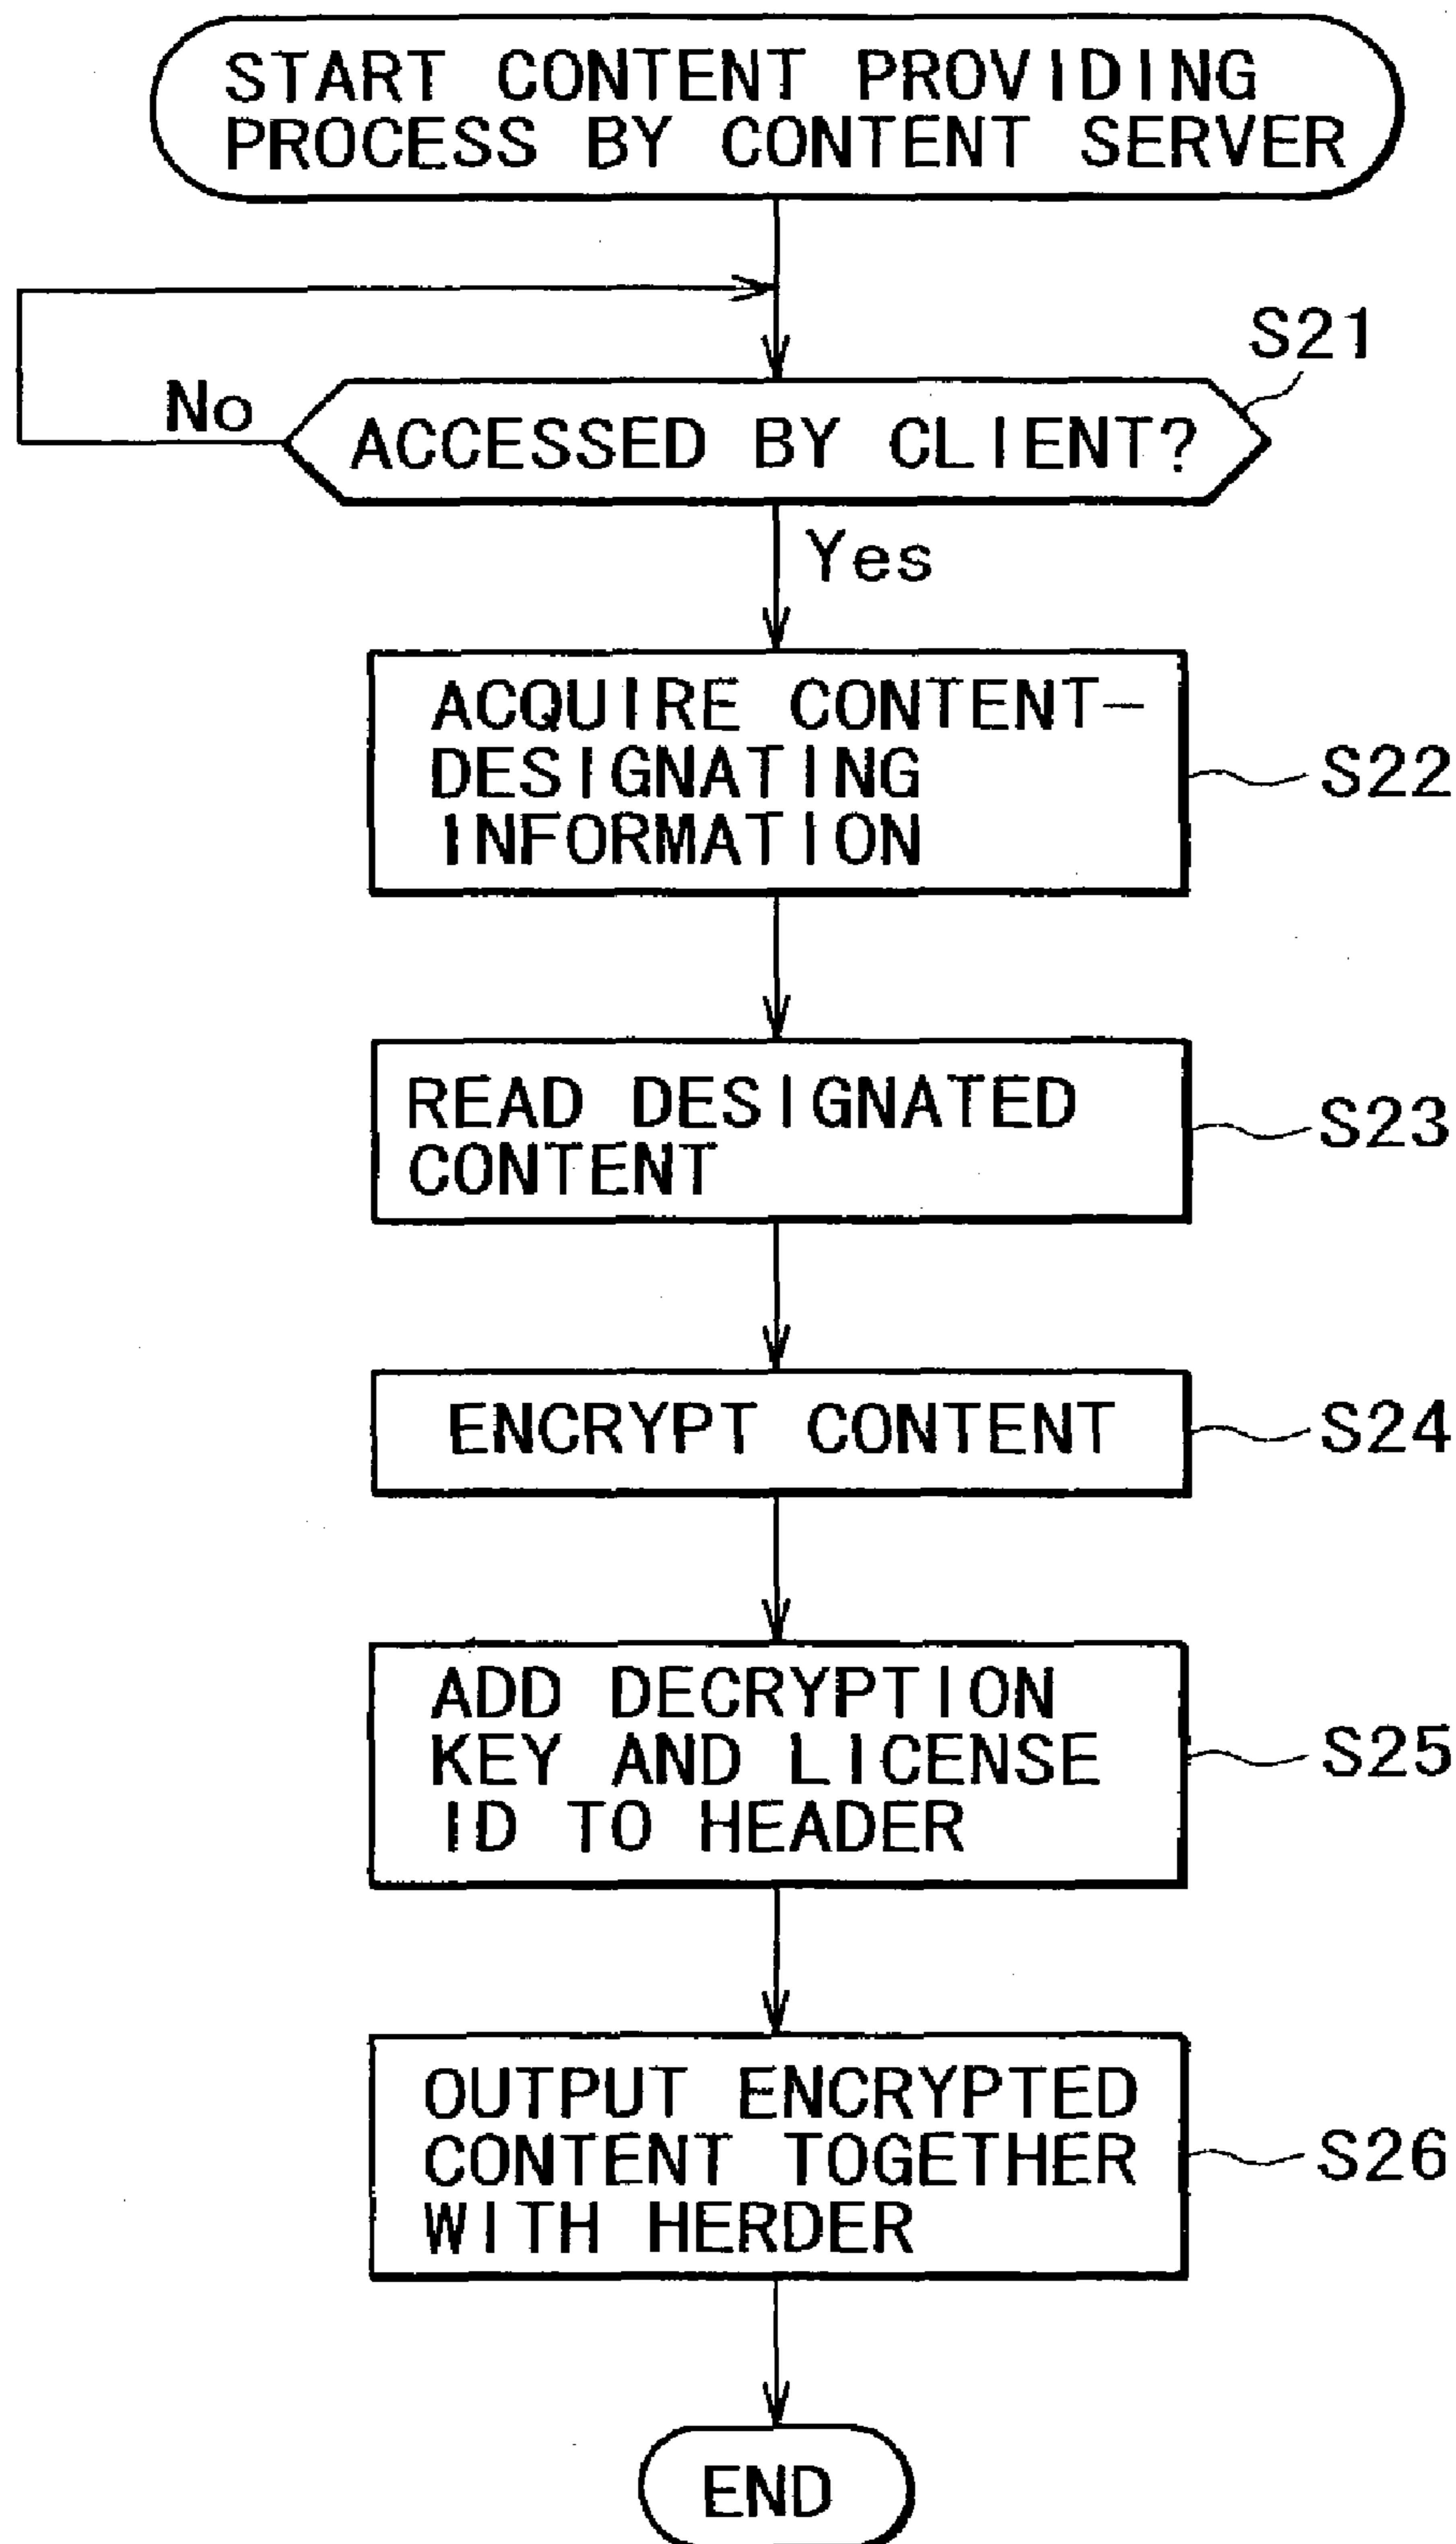 START CONTENT PROVIDING
PROCESS BY CONTENT SERVER
S21
No
ACCESSED BY CLIENT?
Yes
ACQUIRE CONTENT-
DESIGNATING
INFORMATION
S22
READ DESIGNATED
CONTENT
S23
ENCRYPT CONTENT
S24
ADD DECRYPTION
KEY AND LICENSE
ID TO HEADER
S25
OUTPUT ENCRYPTED
CONTENT TOGETHER
WITH HERDER
S26
END